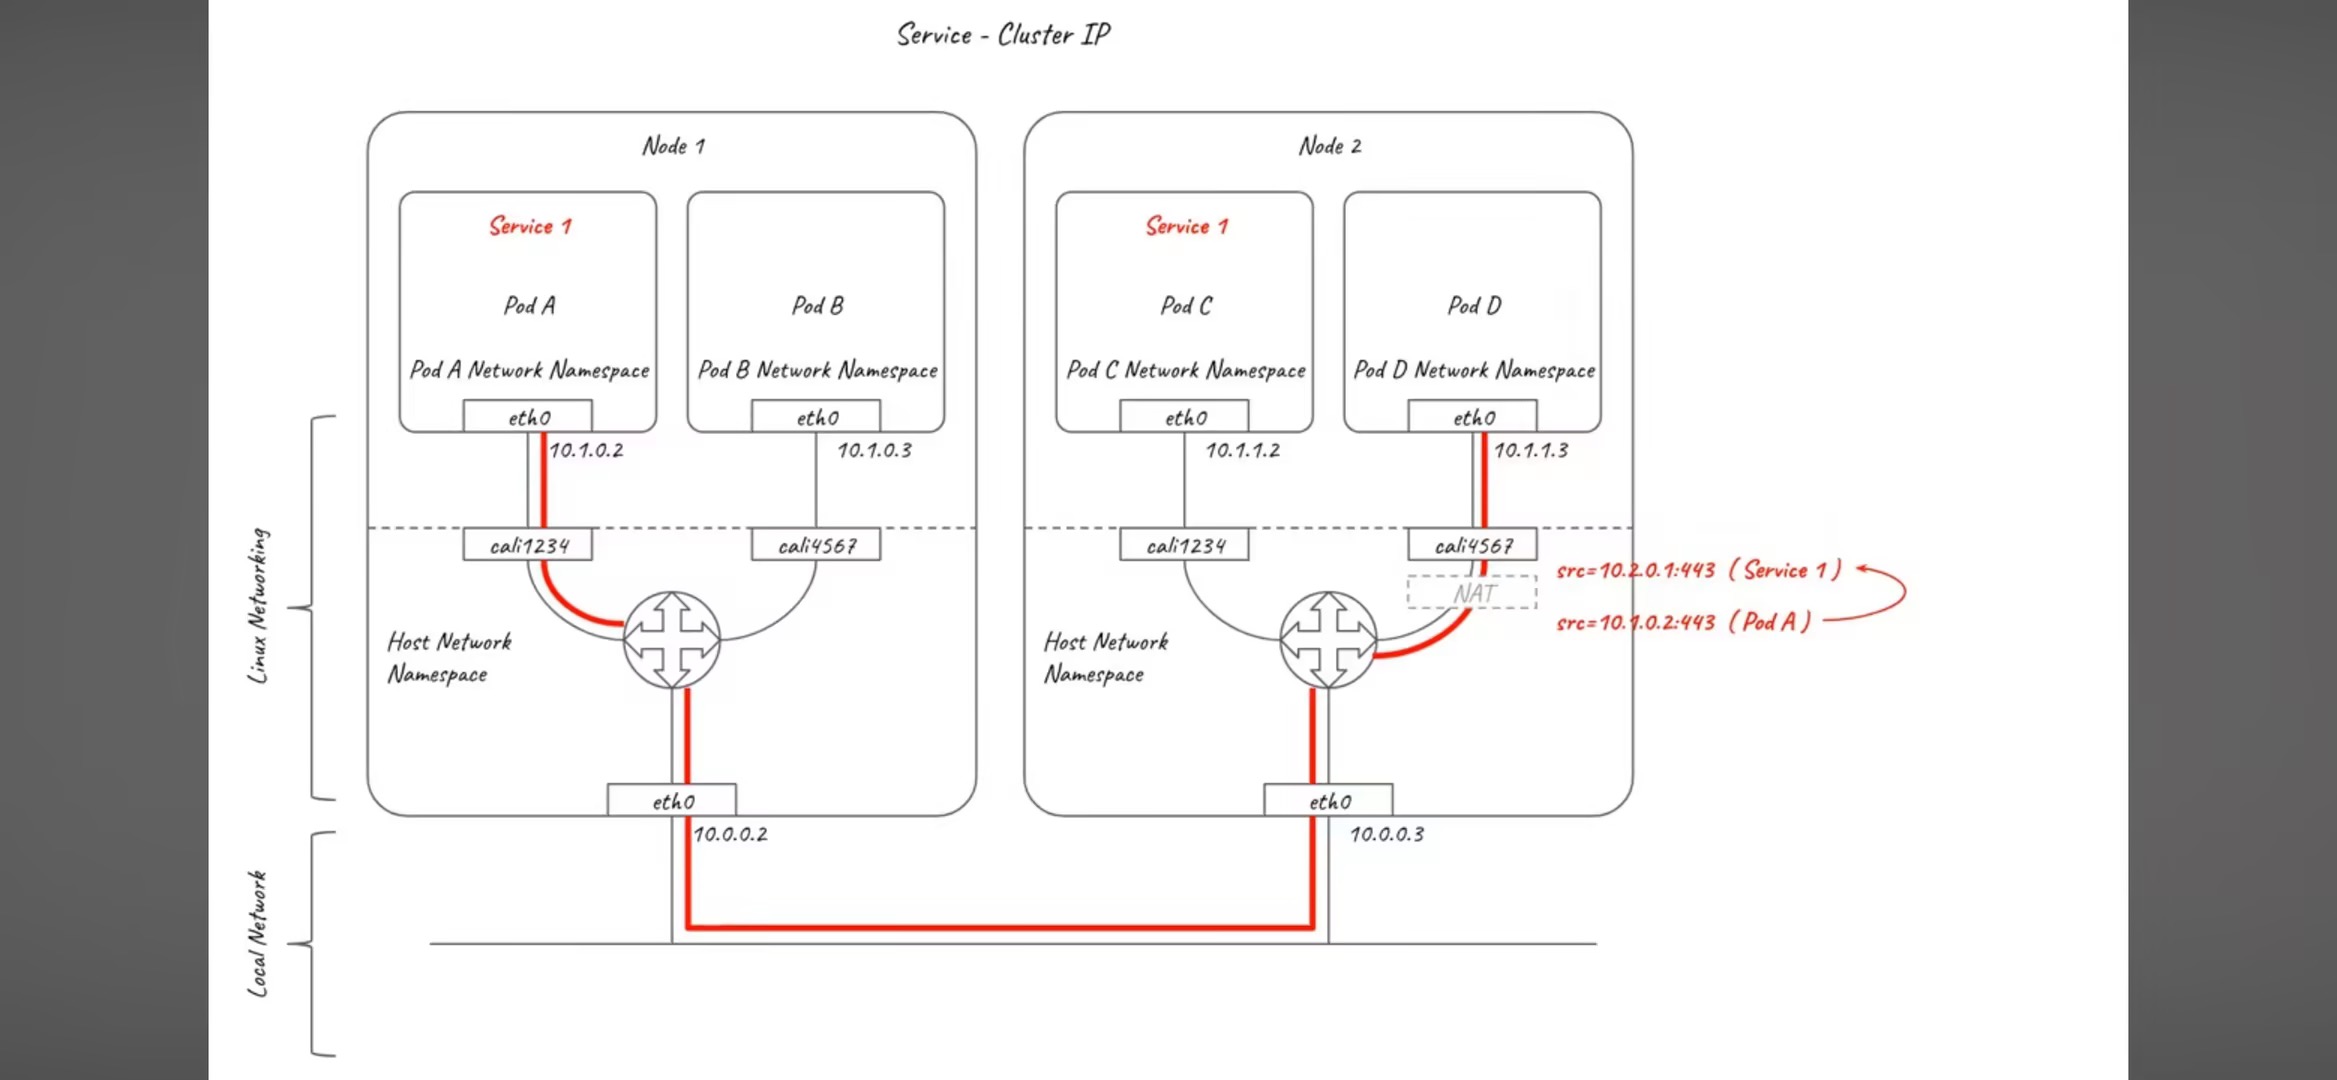 Service - Cluster IP
Node 1
Node 2
Service 1
Service 1
Pod A
Pod B
Pod C
Pod D
Pod A Network Namespace
Pod B Network Namespace
Pod C Network Namespace
Pod D Network Namespace
eth0
eth0
eth0
eth0
10.1.0.2
10.1.0.3
10.1.1.2
10.1.1.3
cali1234
cali4567
cali1234
cali4567
src=10.2.0.1:443 (Service 1)
NAT
src=10.1.0.2:443 (Pod A)
Linux Networking
Host Network
Namespace
Host Network
Namespace
eth0
eth0
10.0.0.2
10.0.0.3
Local Network